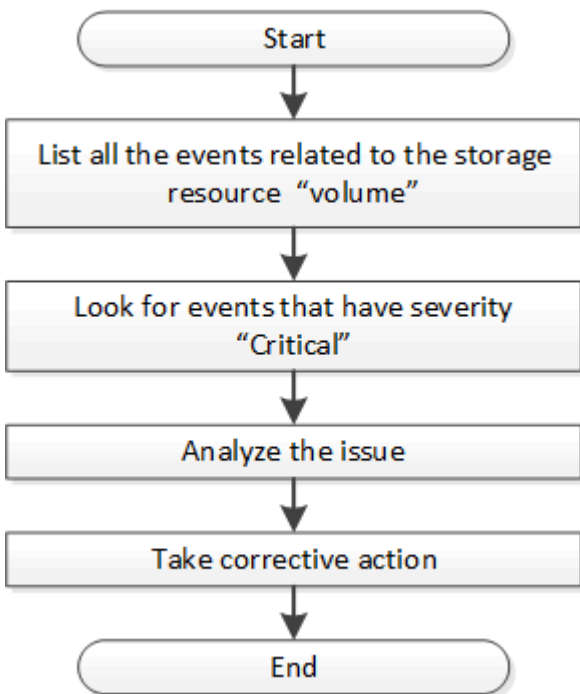 Start
List all the events related to the storage
resource “volume”
Look for events that have severity
“Critical”
Analyze the issue
Take corrective action
End